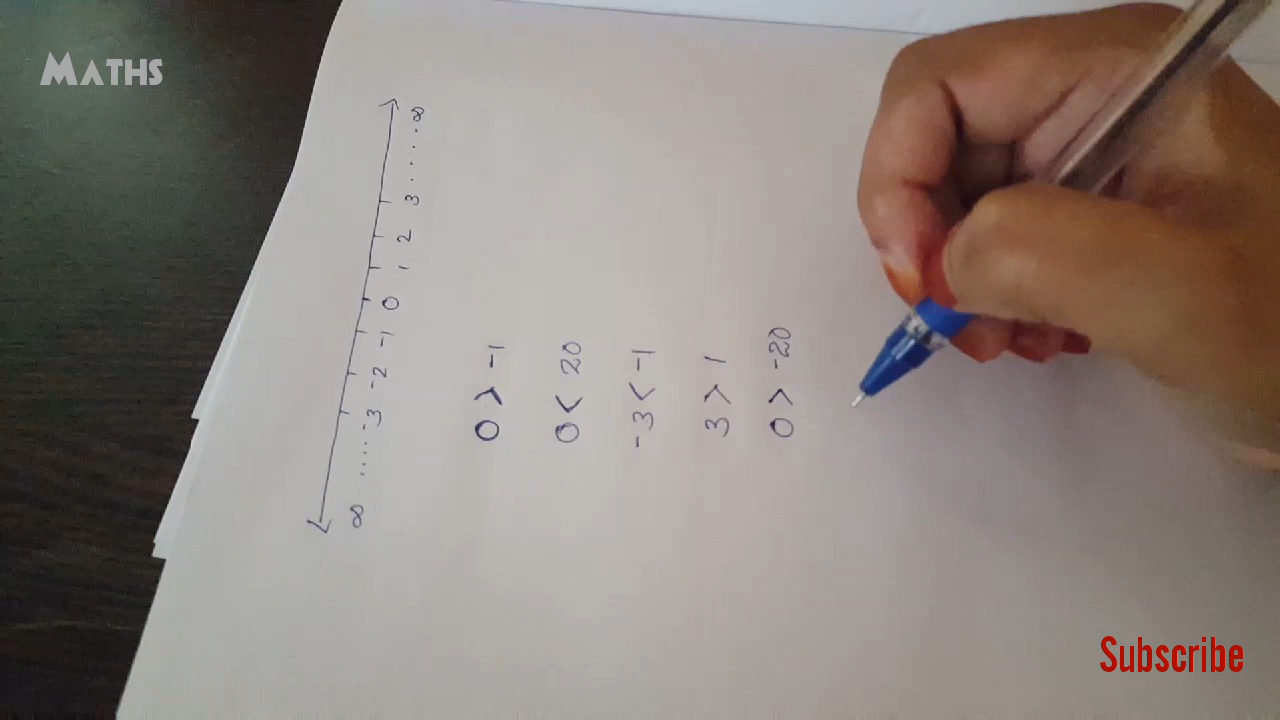 Maths
∞ ..... -3 -2 -1 0 1 2 3 ...... ∞
0 > -1
0 < 20
-3 < -1
3 > 1
0 > -20
Subscribe